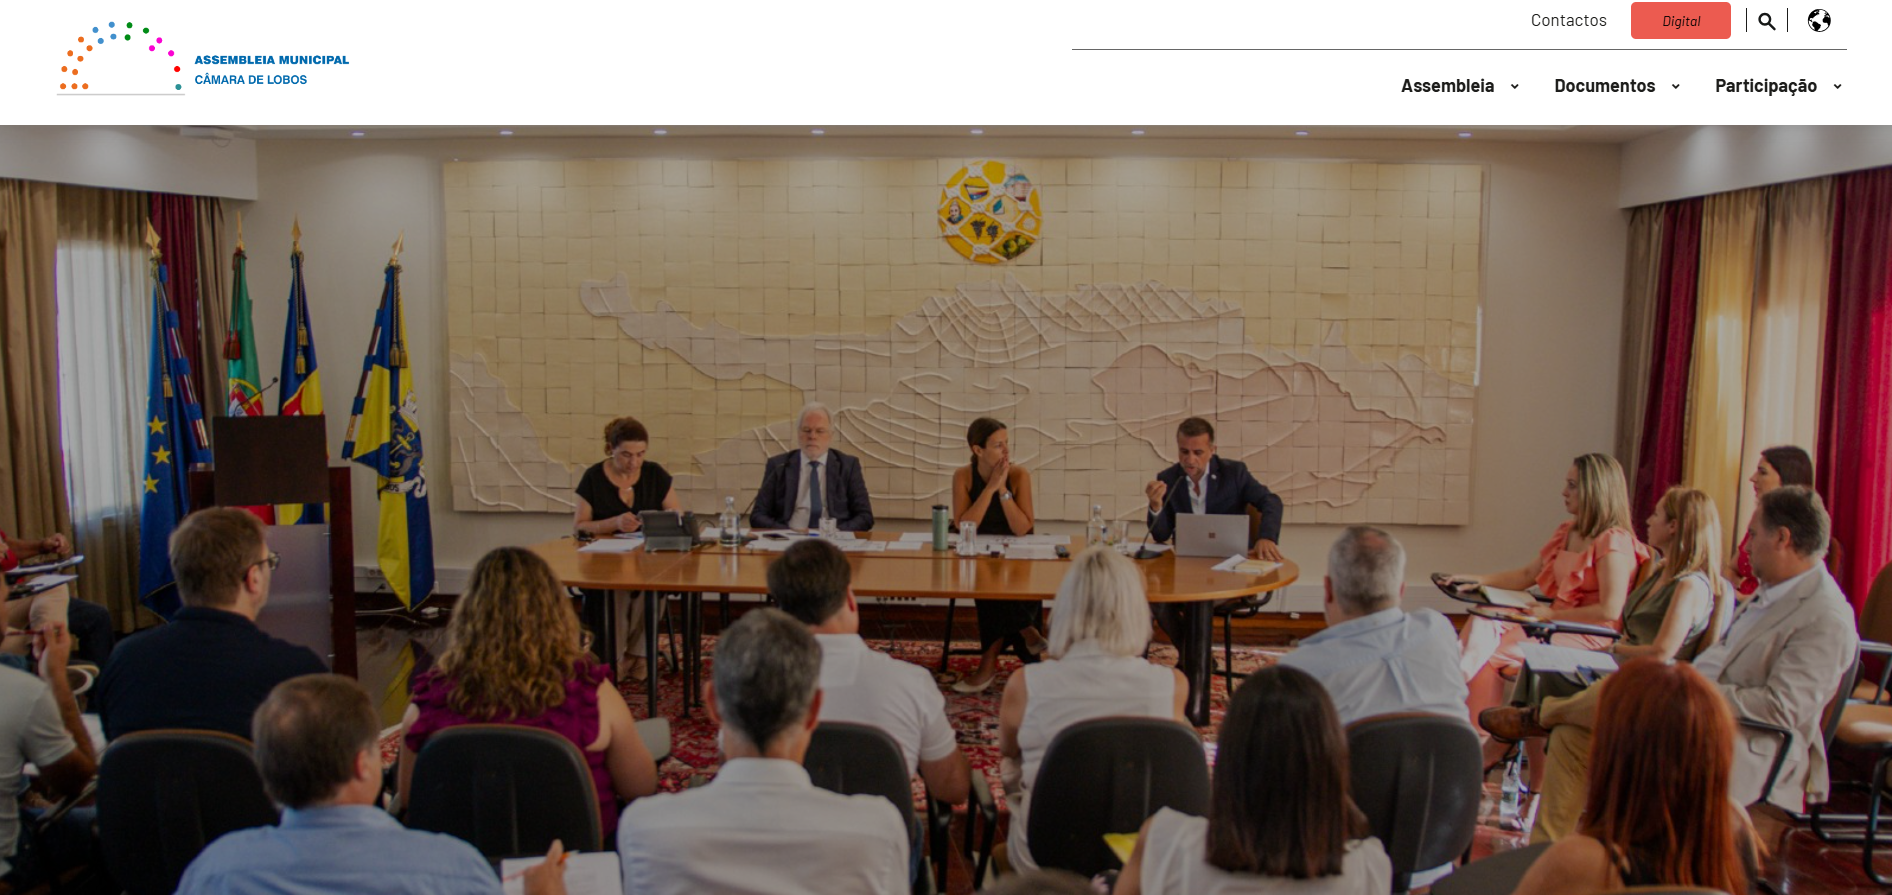 Contactos
Digital
ASSEMBLEIA MUNICIPAL
CÂMARA DE LOBOS
Assembleia
Documentos
Participação